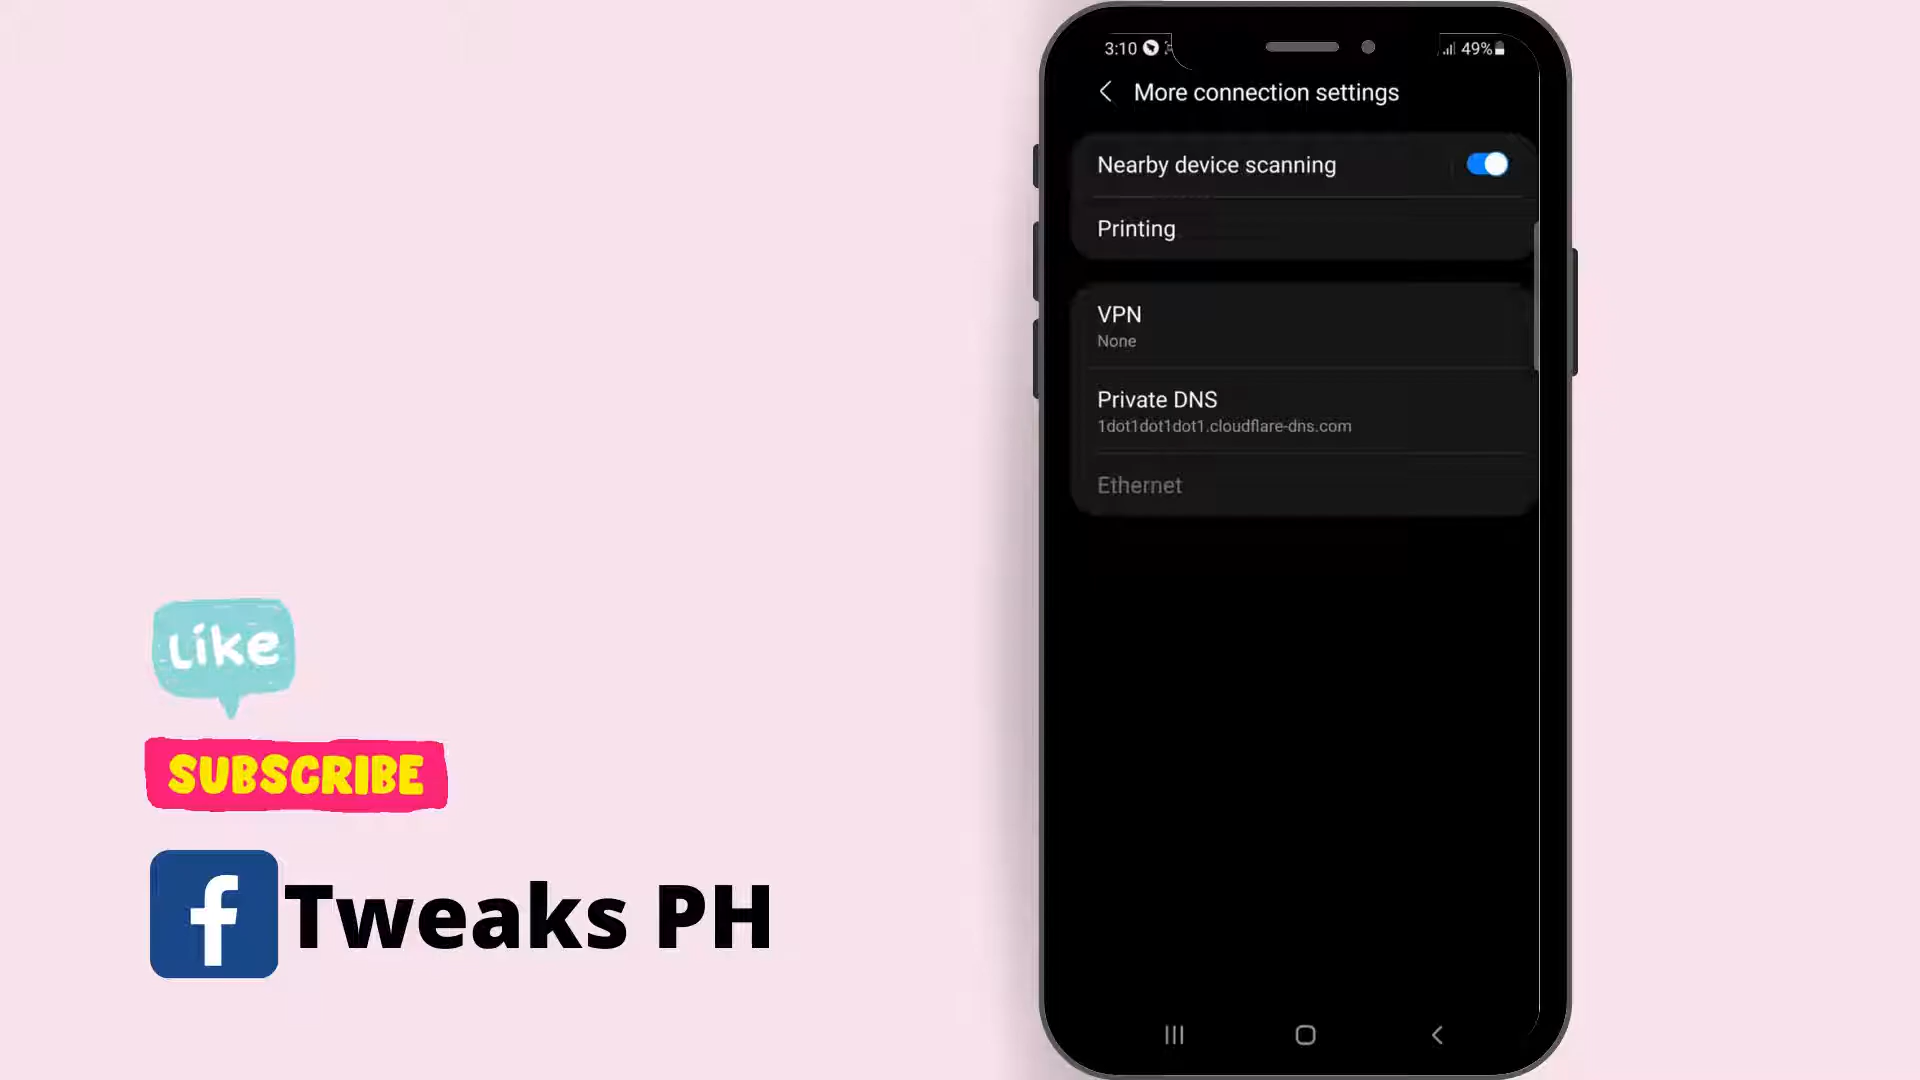 3:10
49%
More connection settings
Nearby device scanning
Printing
VPN
None
Private DNS
1dot1dot1dot1.cloudflare-dns.com
Ethernet
Like
SUBSCRIBE
f
Tweaks PH